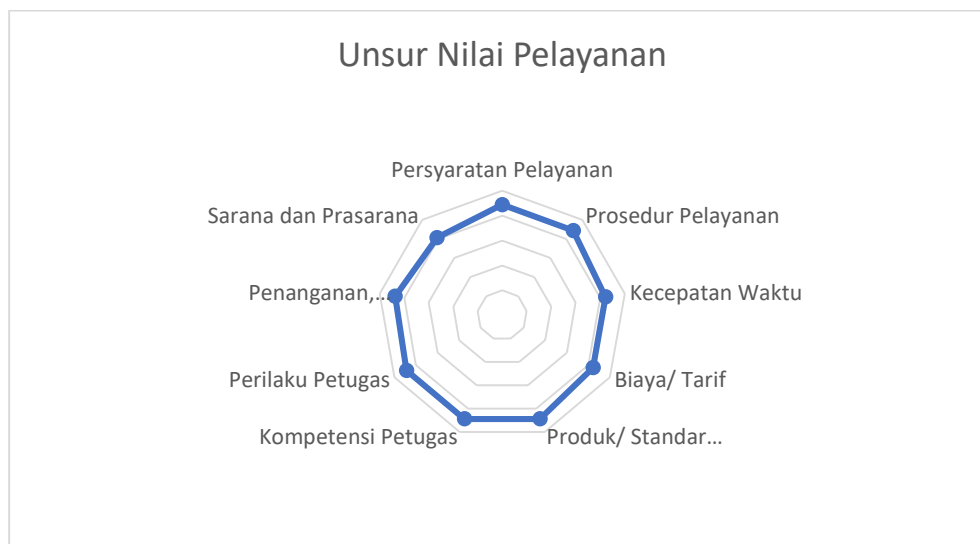 Unsur Nilai Pelayanan
Persyaratan Pelayanan
Prosedur Pelayanan
Kecepatan Waktu
Biaya/ Tarif
Produk/ Standar...
Kompetensi Petugas
Perilaku Petugas
Penanganan,...
Sarana dan Prasarana